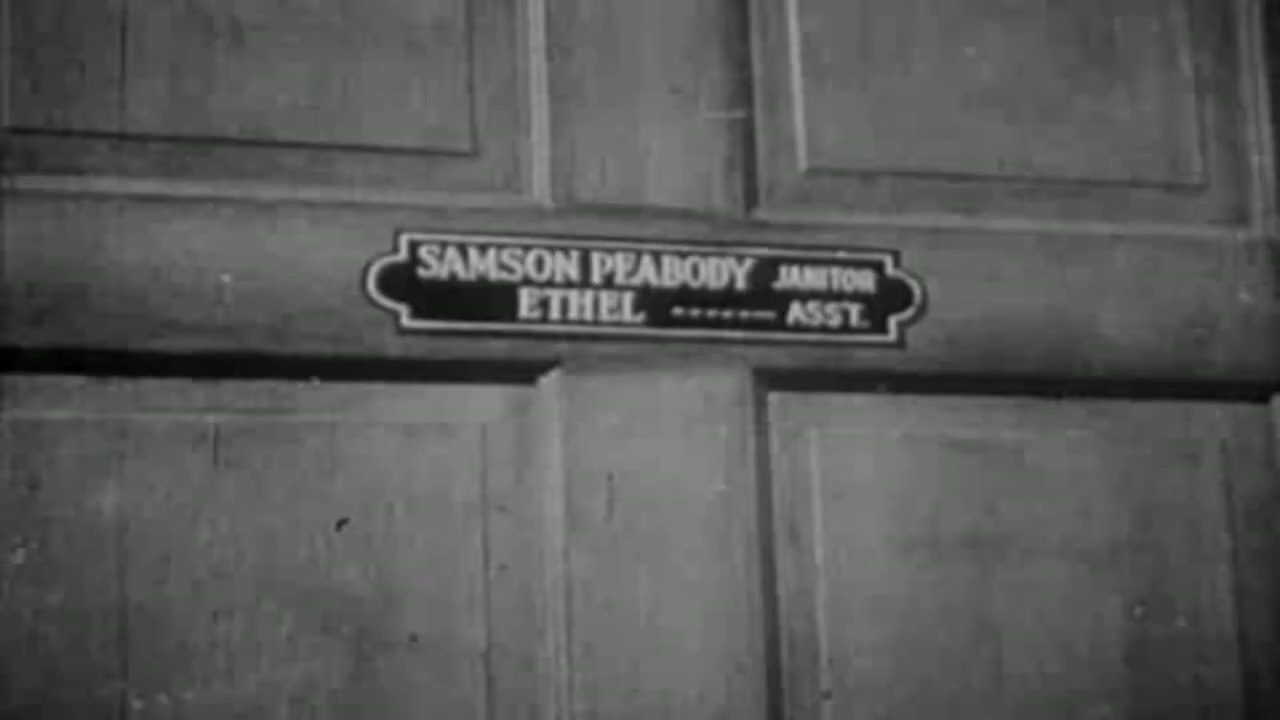 SAMSON PEABODY JANITOR
ETHEL ------- ASST.